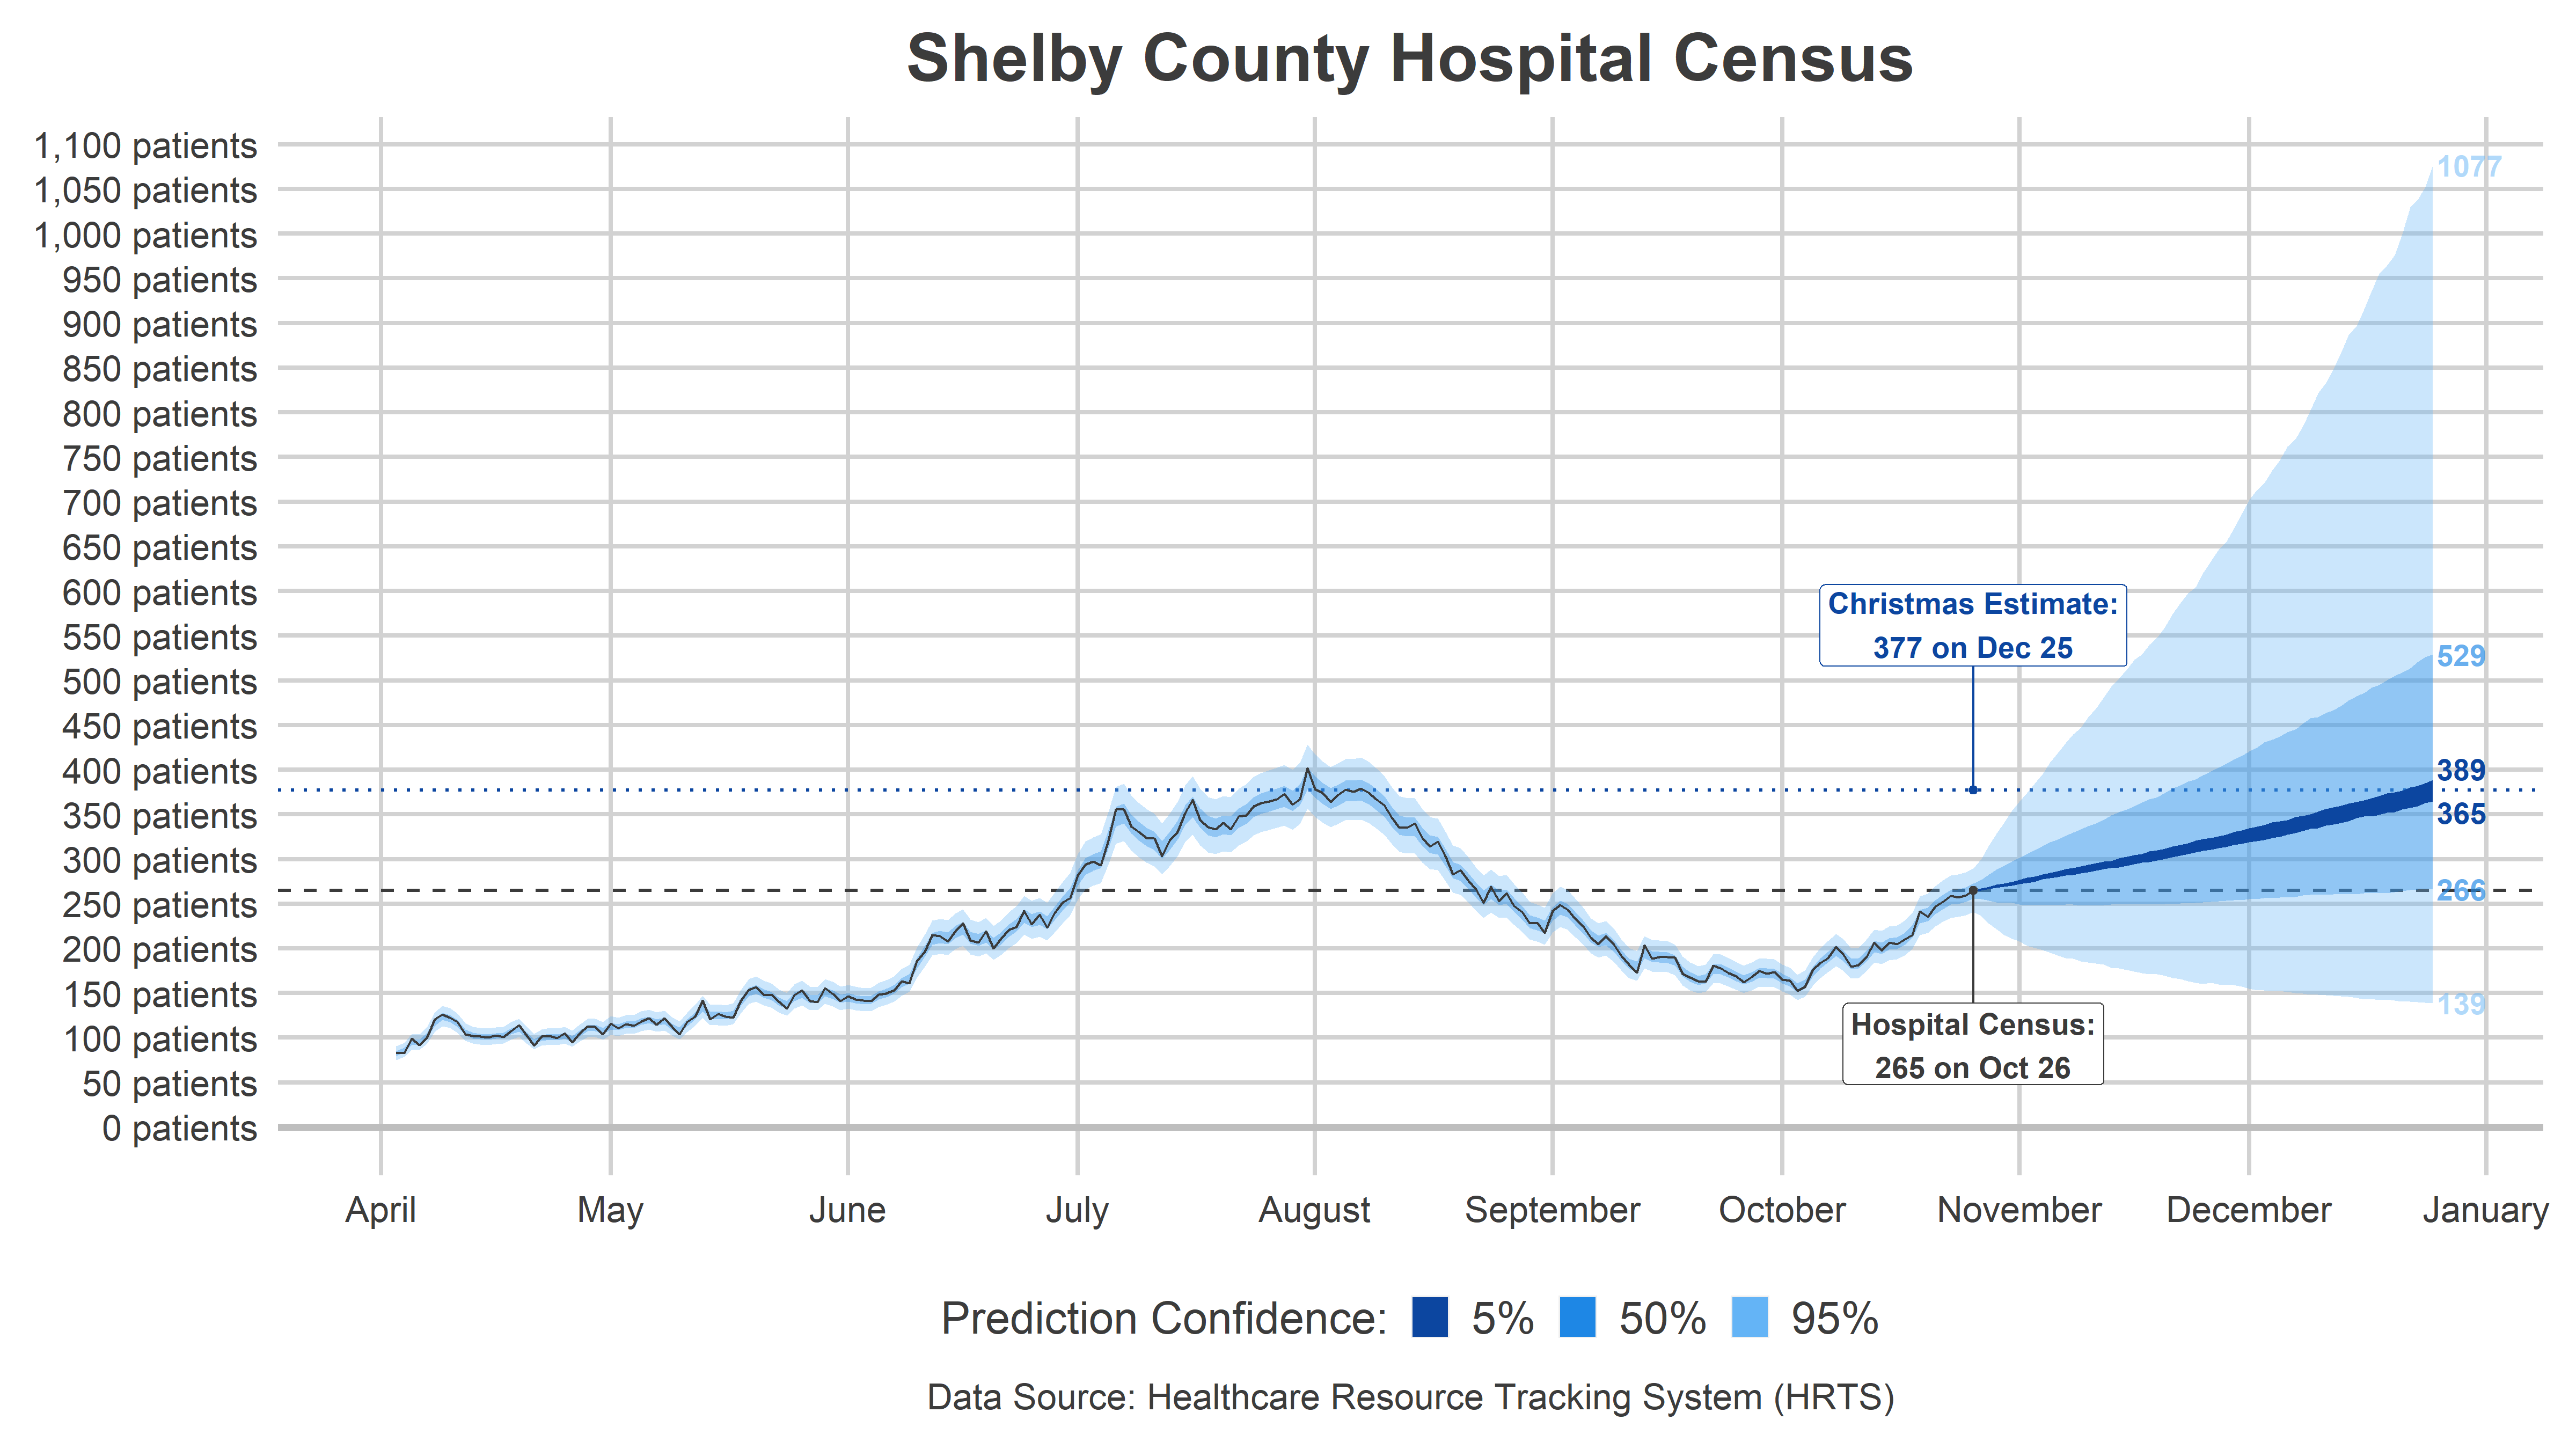 Shelby County Hospital Census
1,100 patients
1,050 patients
1,000 patients
950 patients
900 patients
850 patients
800 patients
750 patients
700 patients
650 patients
600 patients
550 patients
500 patients
450 patients
400 patients
350 patients
300 patients
250 patients
200 patients
150 patients
100 patients
50 patients
0 patients
1077
529
389
365
266
139
Christmas Estimate:
377 on Dec 25
Hospital Census:
265 on Oct 26
April May June July August September October November December January
Prediction Confidence: 5% 50% 95%
Data Source: Healthcare Resource Tracking System (HRTS)